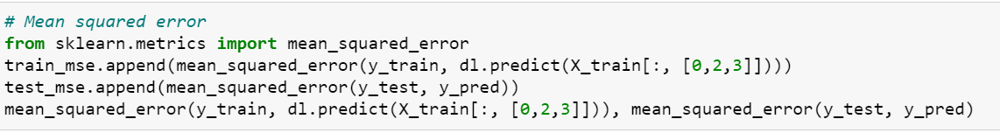 # Mean squared error
from sklearn.metrics import mean_squared_error
train_mse.append(mean_squared_error(y_train, dl.predict(X_train[:, [0,2,3]])))
test_mse.append(mean_squared_error(y_test, y_pred))
mean_squared_error(y_train, dl.predict(X_train[:, [0,2,3]])), mean_squared_error(y_test, y_pred)